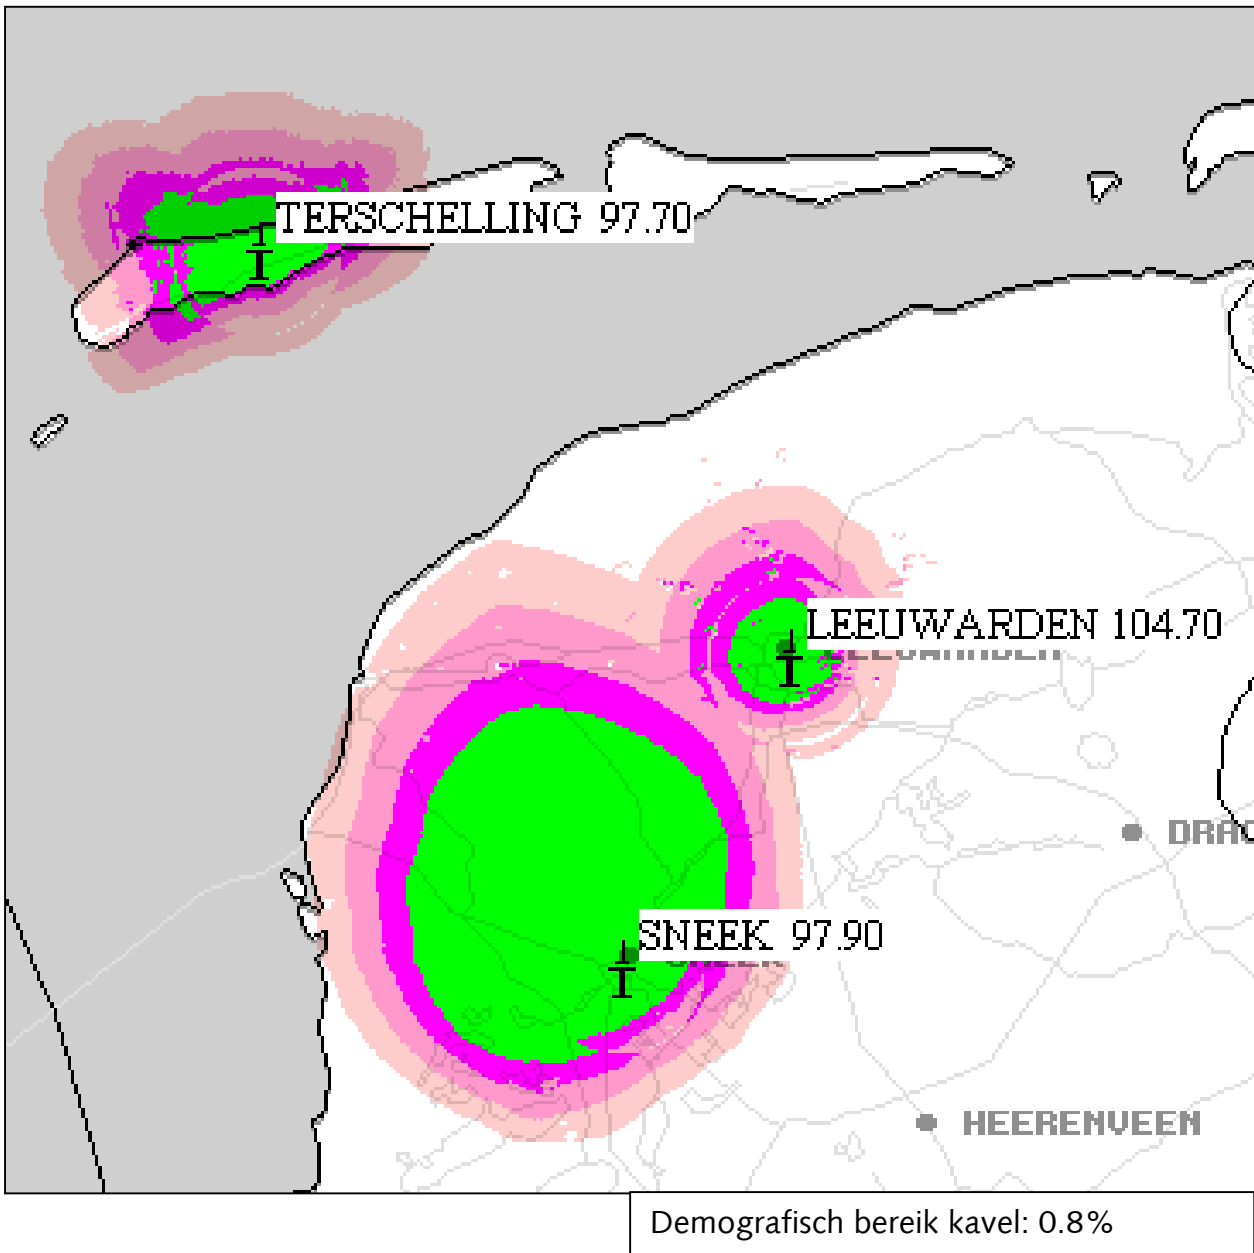 TERSCHELLING 97.70
LEEUWARDEN 104.70
DRAC
SNEEK 97.90
HEERENVEEN
Demografisch bereik kavel: 0.8%